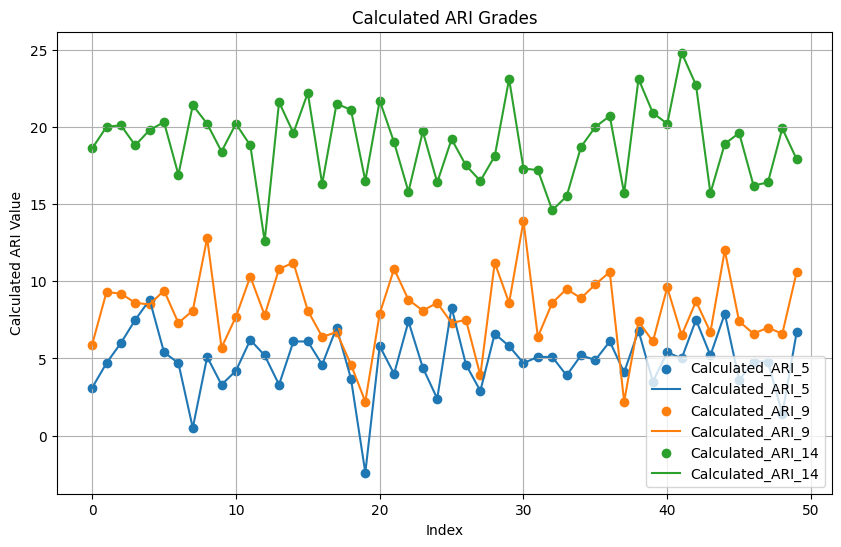 Calculated ARI Grades
Calculated ARI Value
25
20
15
10
5
0
0
10
20
30
40
50
Index
Calculated_ARI_5
Calculated_ARI_5
Calculated_ARI_9
Calculated_ARI_9
Calculated_ARI_14
Calculated_ARI_14